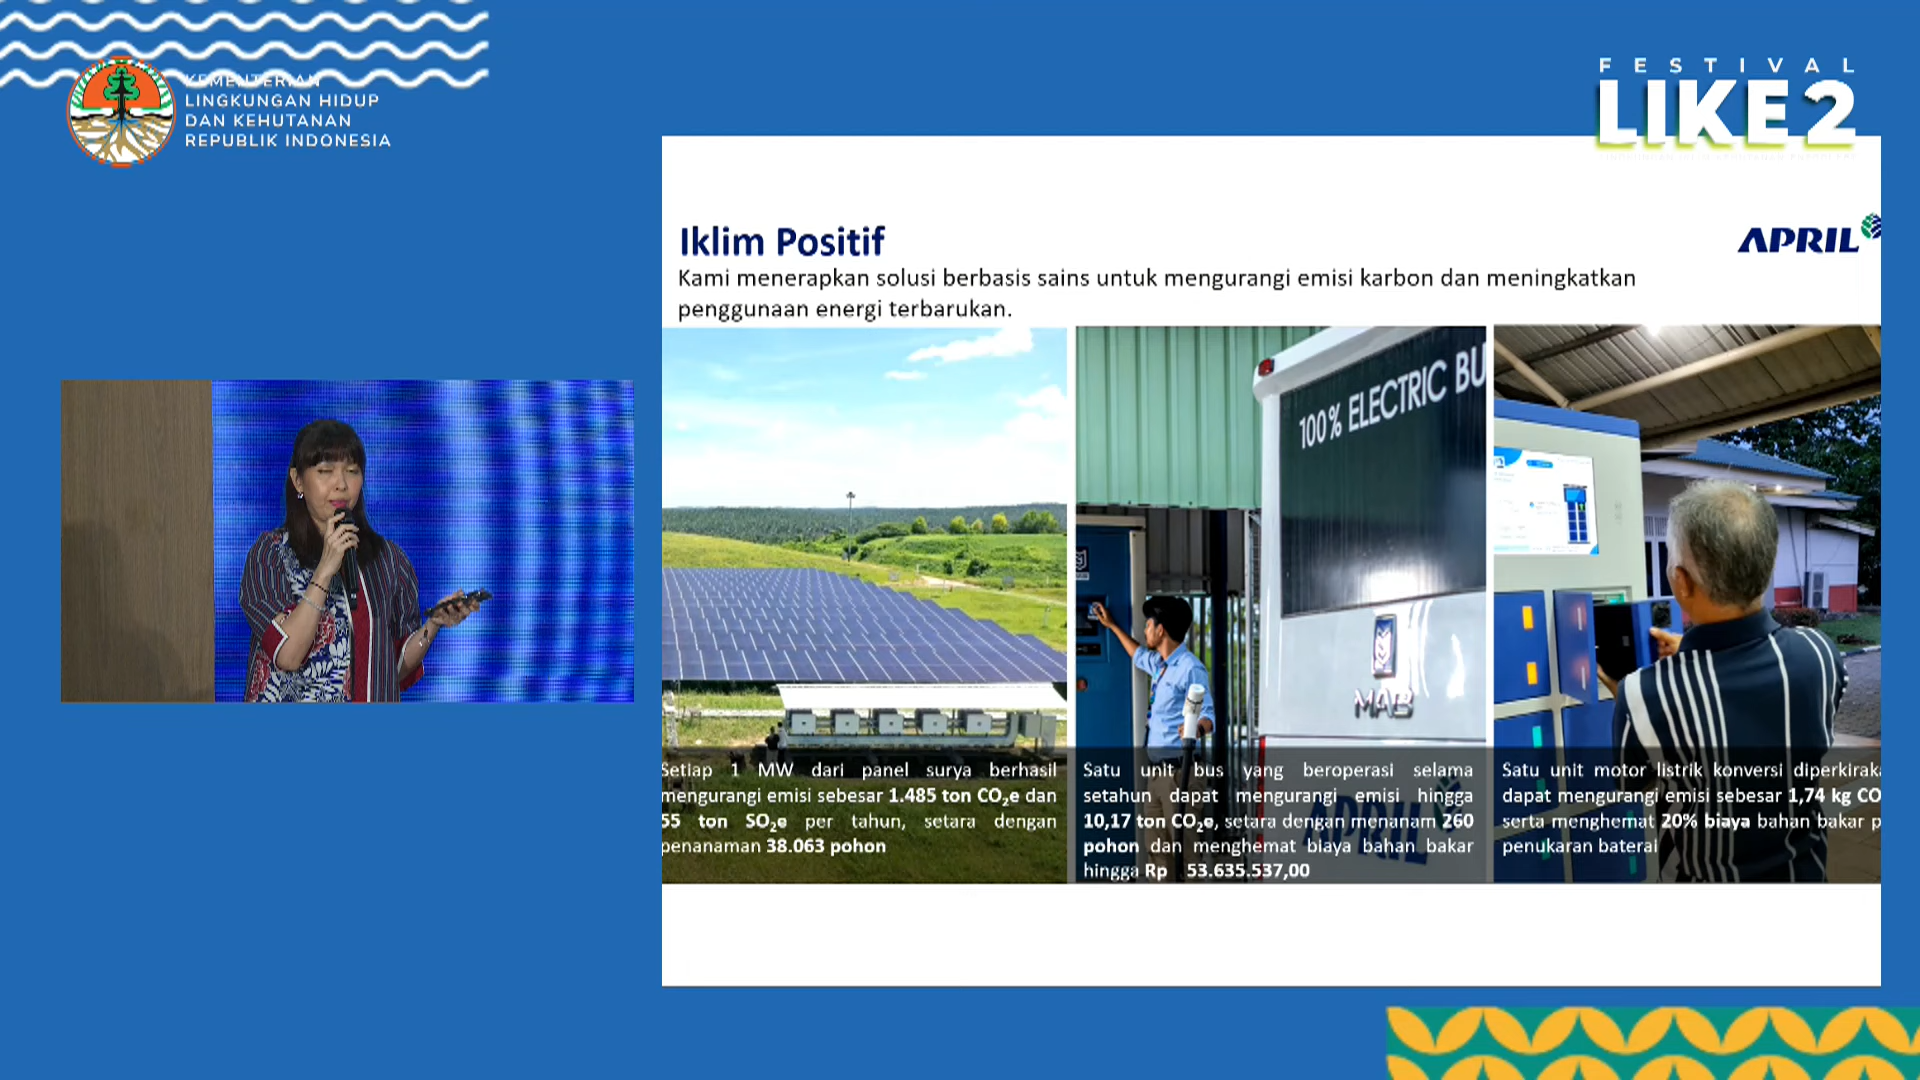 KEMENTERIAN
LINGKUNGAN HIDUP
DAN KEHUTANAN
REPUBLIK INDONESIA
FESTIVAL
LIKE 2
Iklim Positif
APRIL
Kami menerapkan solusi berbasis sains untuk mengurangi emisi karbon dan meningkatkan
penggunaan energi terbarukan.
100% ELECTRIC BU
MAB
Setiap 1 MW dari panel surya berhasil
mengurangi emisi sebesar 1.485 ton CO₂e dan
55 ton SO₂e per tahun, setara dengan
penanaman 38.063 pohon
Satu unit bus yang beroperasi selama
setahun dapat mengurangi emisi hingga
10,17 ton CO₂e, setara dengan menanam 260
pohon dan menghemat biaya bahan bakar
hingga Rp 53.635.537,00
APRIL
Satu unit motor listrik konversi diperkirak
dapat mengurangi emisi sebesar 1,74 kg CO
serta menghemat 20% biaya bahan bakar p
penukaran baterai